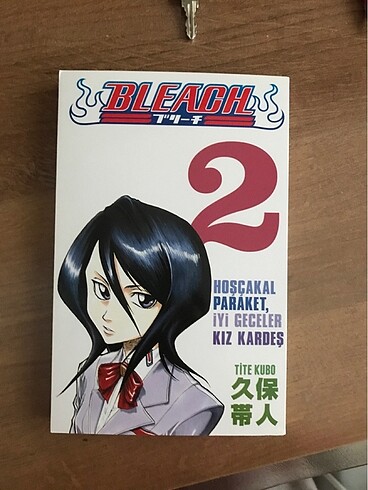 BLEACH
ブリーチ
2
HOŞÇAKAL
PARAKET,
İYİ GECELER
KIZ KARDEŞ
TİTE KUBO
久保
帯人